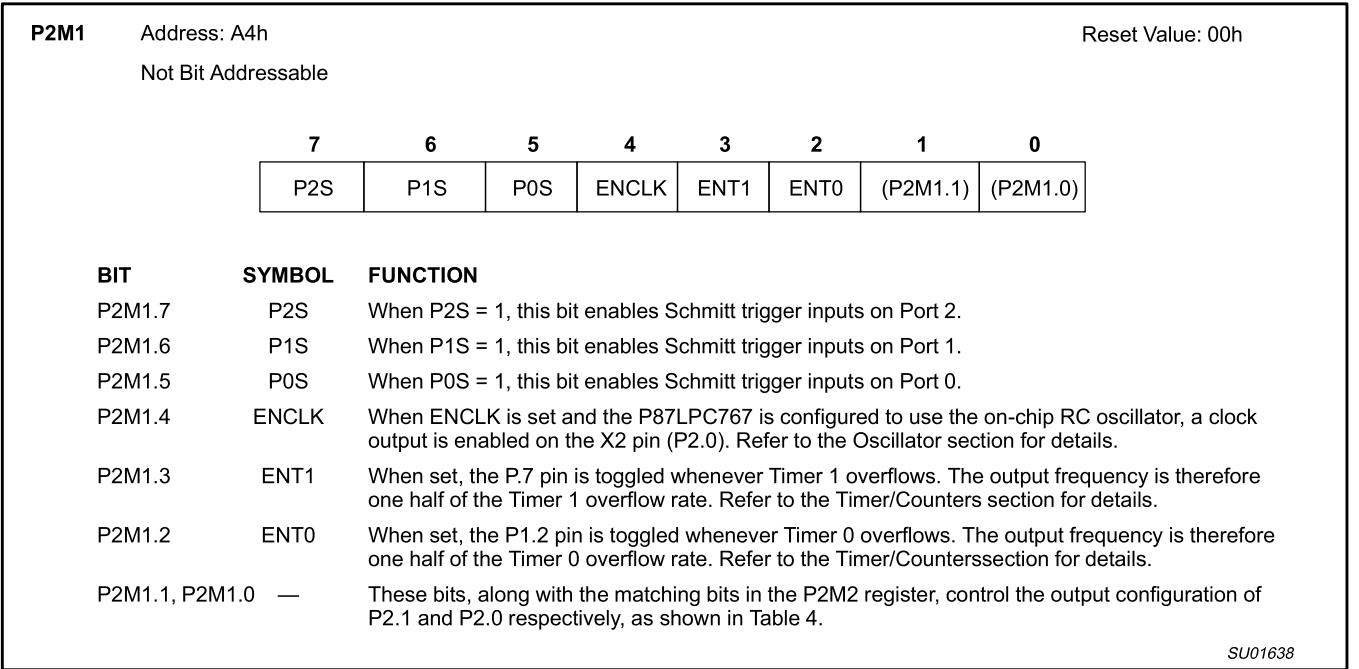 P2M1 Address: A4h Reset Value: 00h
Not Bit Addressable
7 6 5 4 3 2 1 0
P2S P1S P0S ENCLK ENT1 ENT0 (P2M1.1) (P2M1.0)
BIT SYMBOL FUNCTION
P2M1.7 P2S When P2S = 1, this bit enables Schmitt trigger inputs on Port 2.
P2M1.6 P1S When P1S = 1, this bit enables Schmitt trigger inputs on Port 1.
P2M1.5 P0S When P0S = 1, this bit enables Schmitt trigger inputs on Port 0.
P2M1.4 ENCLK When ENCLK is set and the P87LPC767 is configured to use the on-chip RC oscillator, a clock
output is enabled on the X2 pin (P2.0). Refer to the Oscillator section for details.
P2M1.3 ENT1 When set, the P.7 pin is toggled whenever Timer 1 overflows. The output frequency is therefore
one half of the Timer 1 overflow rate. Refer to the Timer/Counters section for details.
P2M1.2 ENT0 When set, the P1.2 pin is toggled whenever Timer 0 overflows. The output frequency is therefore
one half of the Timer 0 overflow rate. Refer to the Timer/Counterssection for details.
P2M1.1, P2M1.0 — These bits, along with the matching bits in the P2M2 register, control the output configuration of
P2.1 and P2.0 respectively, as shown in Table 4.
SU01638